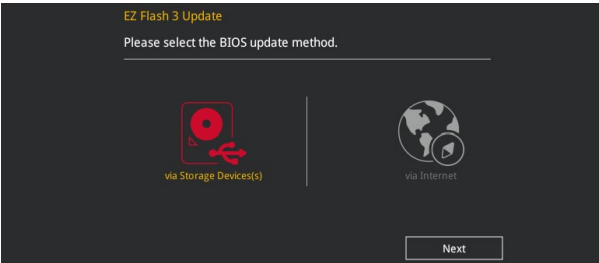 EZ Flash 3 Update
Please select the BIOS update method.
via Storage Devices(s)
via Internet
Next